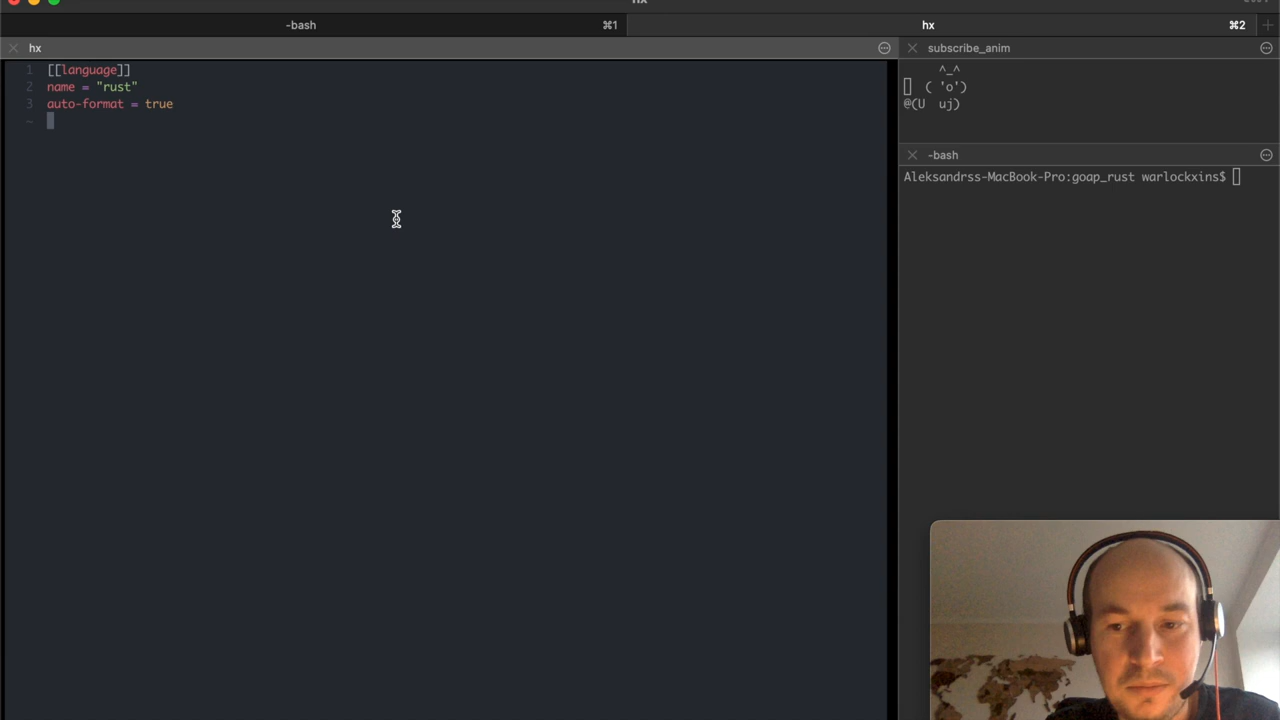 hx
-bash ⌘1 hx ⌘2 +
hx
1 [[language]]
2 name = "rust"
3 auto-format = true
~
subscribe_anim
^_^
( 'o')
@(U uj)
-bash
Aleksandrss-MacBook-Pro:goap_rust warlockxins$